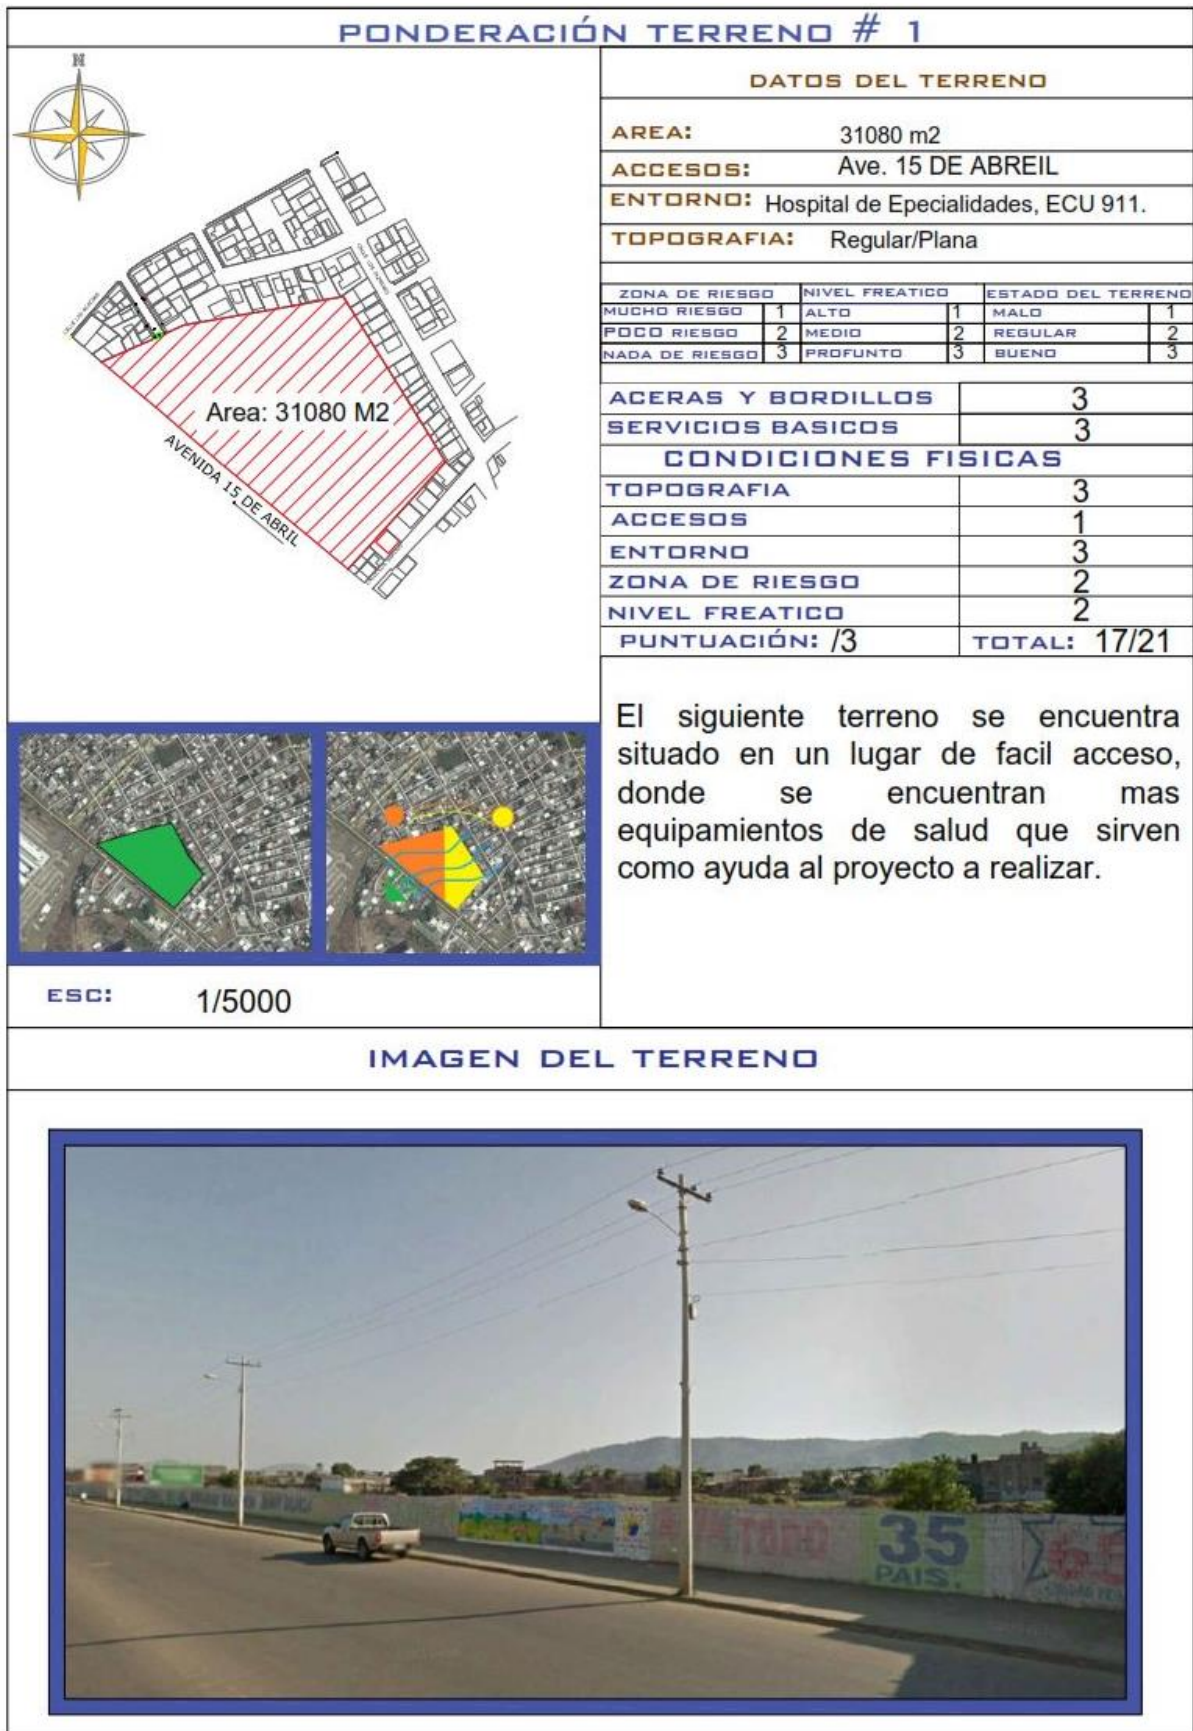 PONDERACIÓN TERRENO # 1
N
Area: 31080 M2
AVENIDA 15 DE ABRIL
DATOS DEL TERRENO
AREA: 31080 m2
ACCESOS: Ave. 15 DE ABREIL
ENTORNO: Hospital de Epecialidades, ECU 911.
TOPOGRAFIA: Regular/Plana
ZONA DE RIESGO NIVEL FREATICO ESTADO DEL TERRENO
MUCHO RIESGO 1 ALTO 1 MALO 1
POCO RIESGO 2 MEDIO 2 REGULAR 2
NADA DE RIESGO 3 PROFUNTO 3 BUENO 3
ACERAS Y BORDILLOS 3
SERVICIOS BASICOS 3
CONDICIONES FISICAS
TOPOGRAFIA 3
ACCESOS 1
ENTORNO 3
ZONA DE RIESGO 2
NIVEL FREATICO 2
PUNTUACIÓN: /3 TOTAL: 17/21
El siguiente terreno se encuentra
situado en un lugar de facil acceso,
donde se encuentran mas
equipamientos de salud que sirven
como ayuda al proyecto a realizar.
ESC: 1/5000
IMAGEN DEL TERRENO
TODO
35
PAIS.